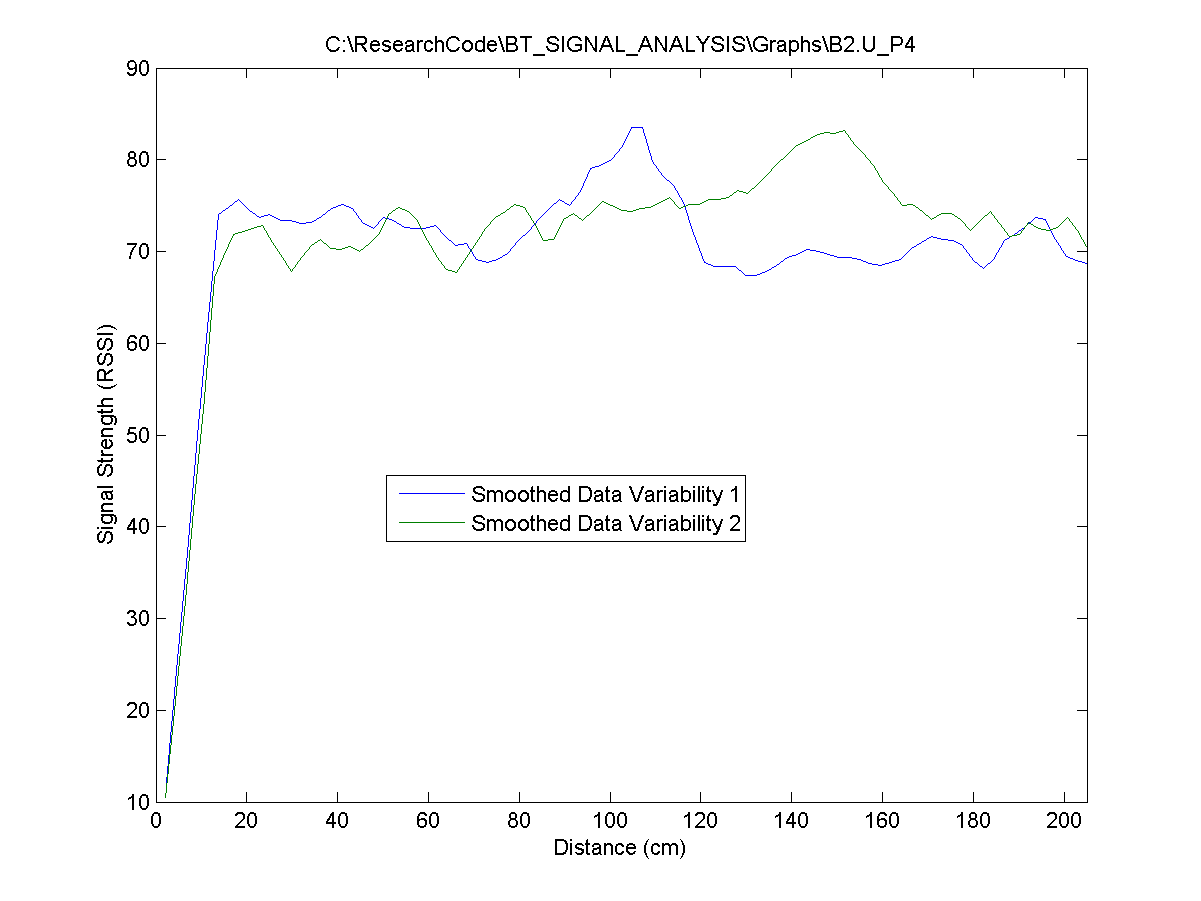 C:\ResearchCode\BT_SIGNAL_ANALYSIS\Graphs\B2.U_P4
90
80
70
60
50
40
30
20
10
Signal Strength (RSSI)
Smoothed Data Variability 1
Smoothed Data Variability 2
0 20 40 60 80 100 120 140 160 180 200
Distance (cm)